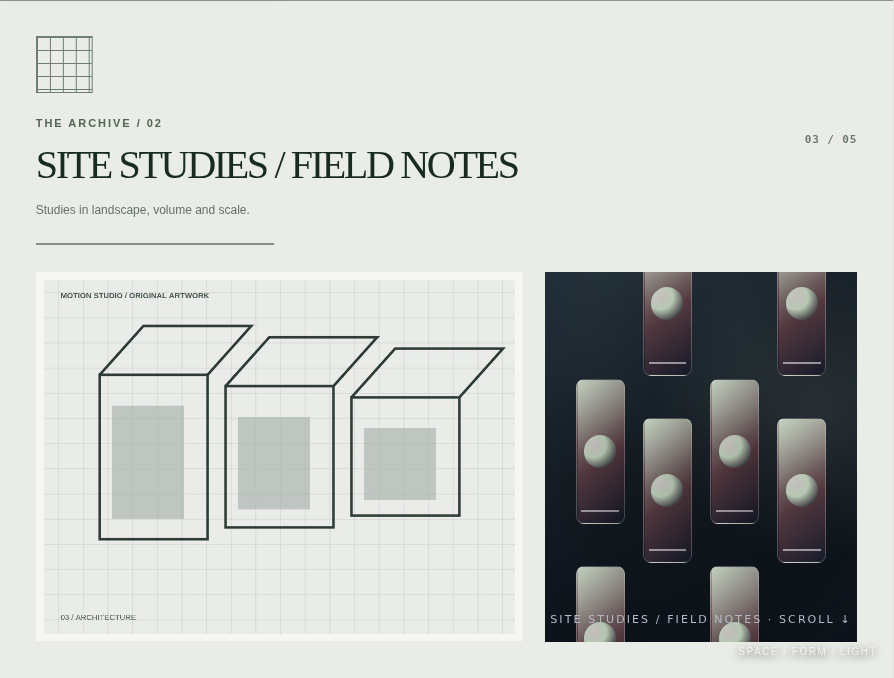 THE ARCHIVE / 02
03 / 05
SITE STUDIES / FIELD NOTES
Studies in landscape, volume and scale.
MOTION STUDIO / ORIGINAL ARTWORK
03 / ARCHITECTURE
SITE STUDIES / FIELD NOTES · SCROLL ↓
SPACE / FORM / LIGHT